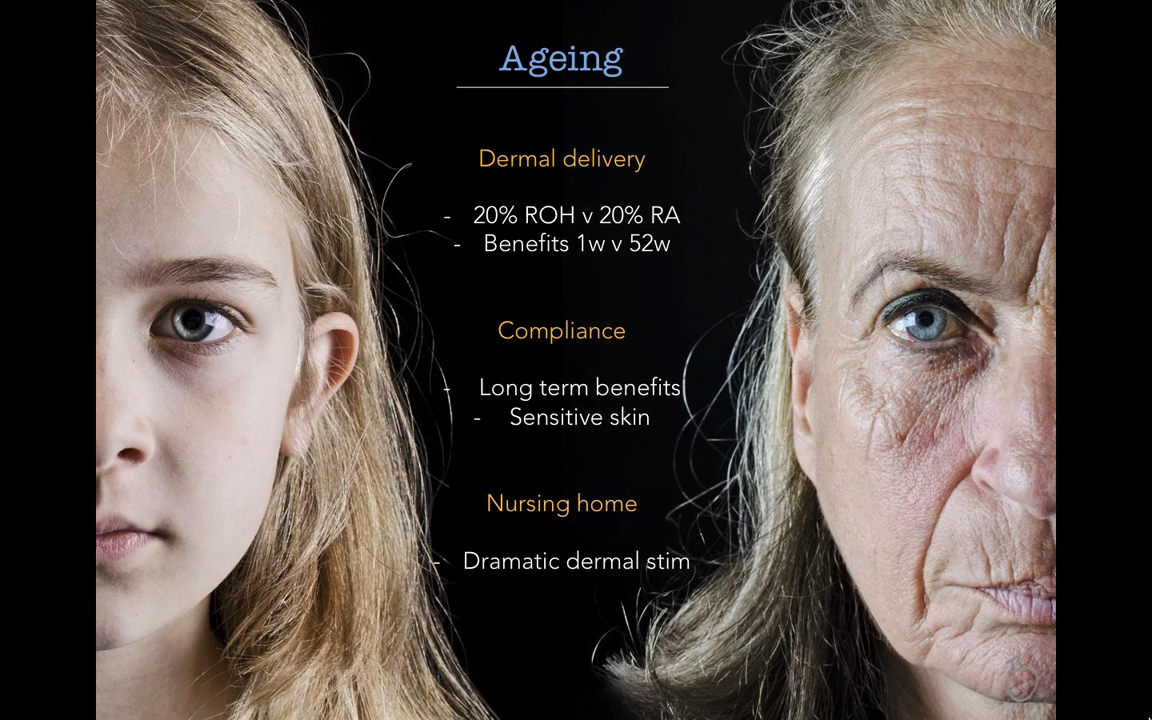 Ageing
Dermal delivery
- 20% ROH v 20% RA
- Benefits 1w v 52w
Compliance
- Long term benefits
- Sensitive skin
Nursing home
- Dramatic dermal stim